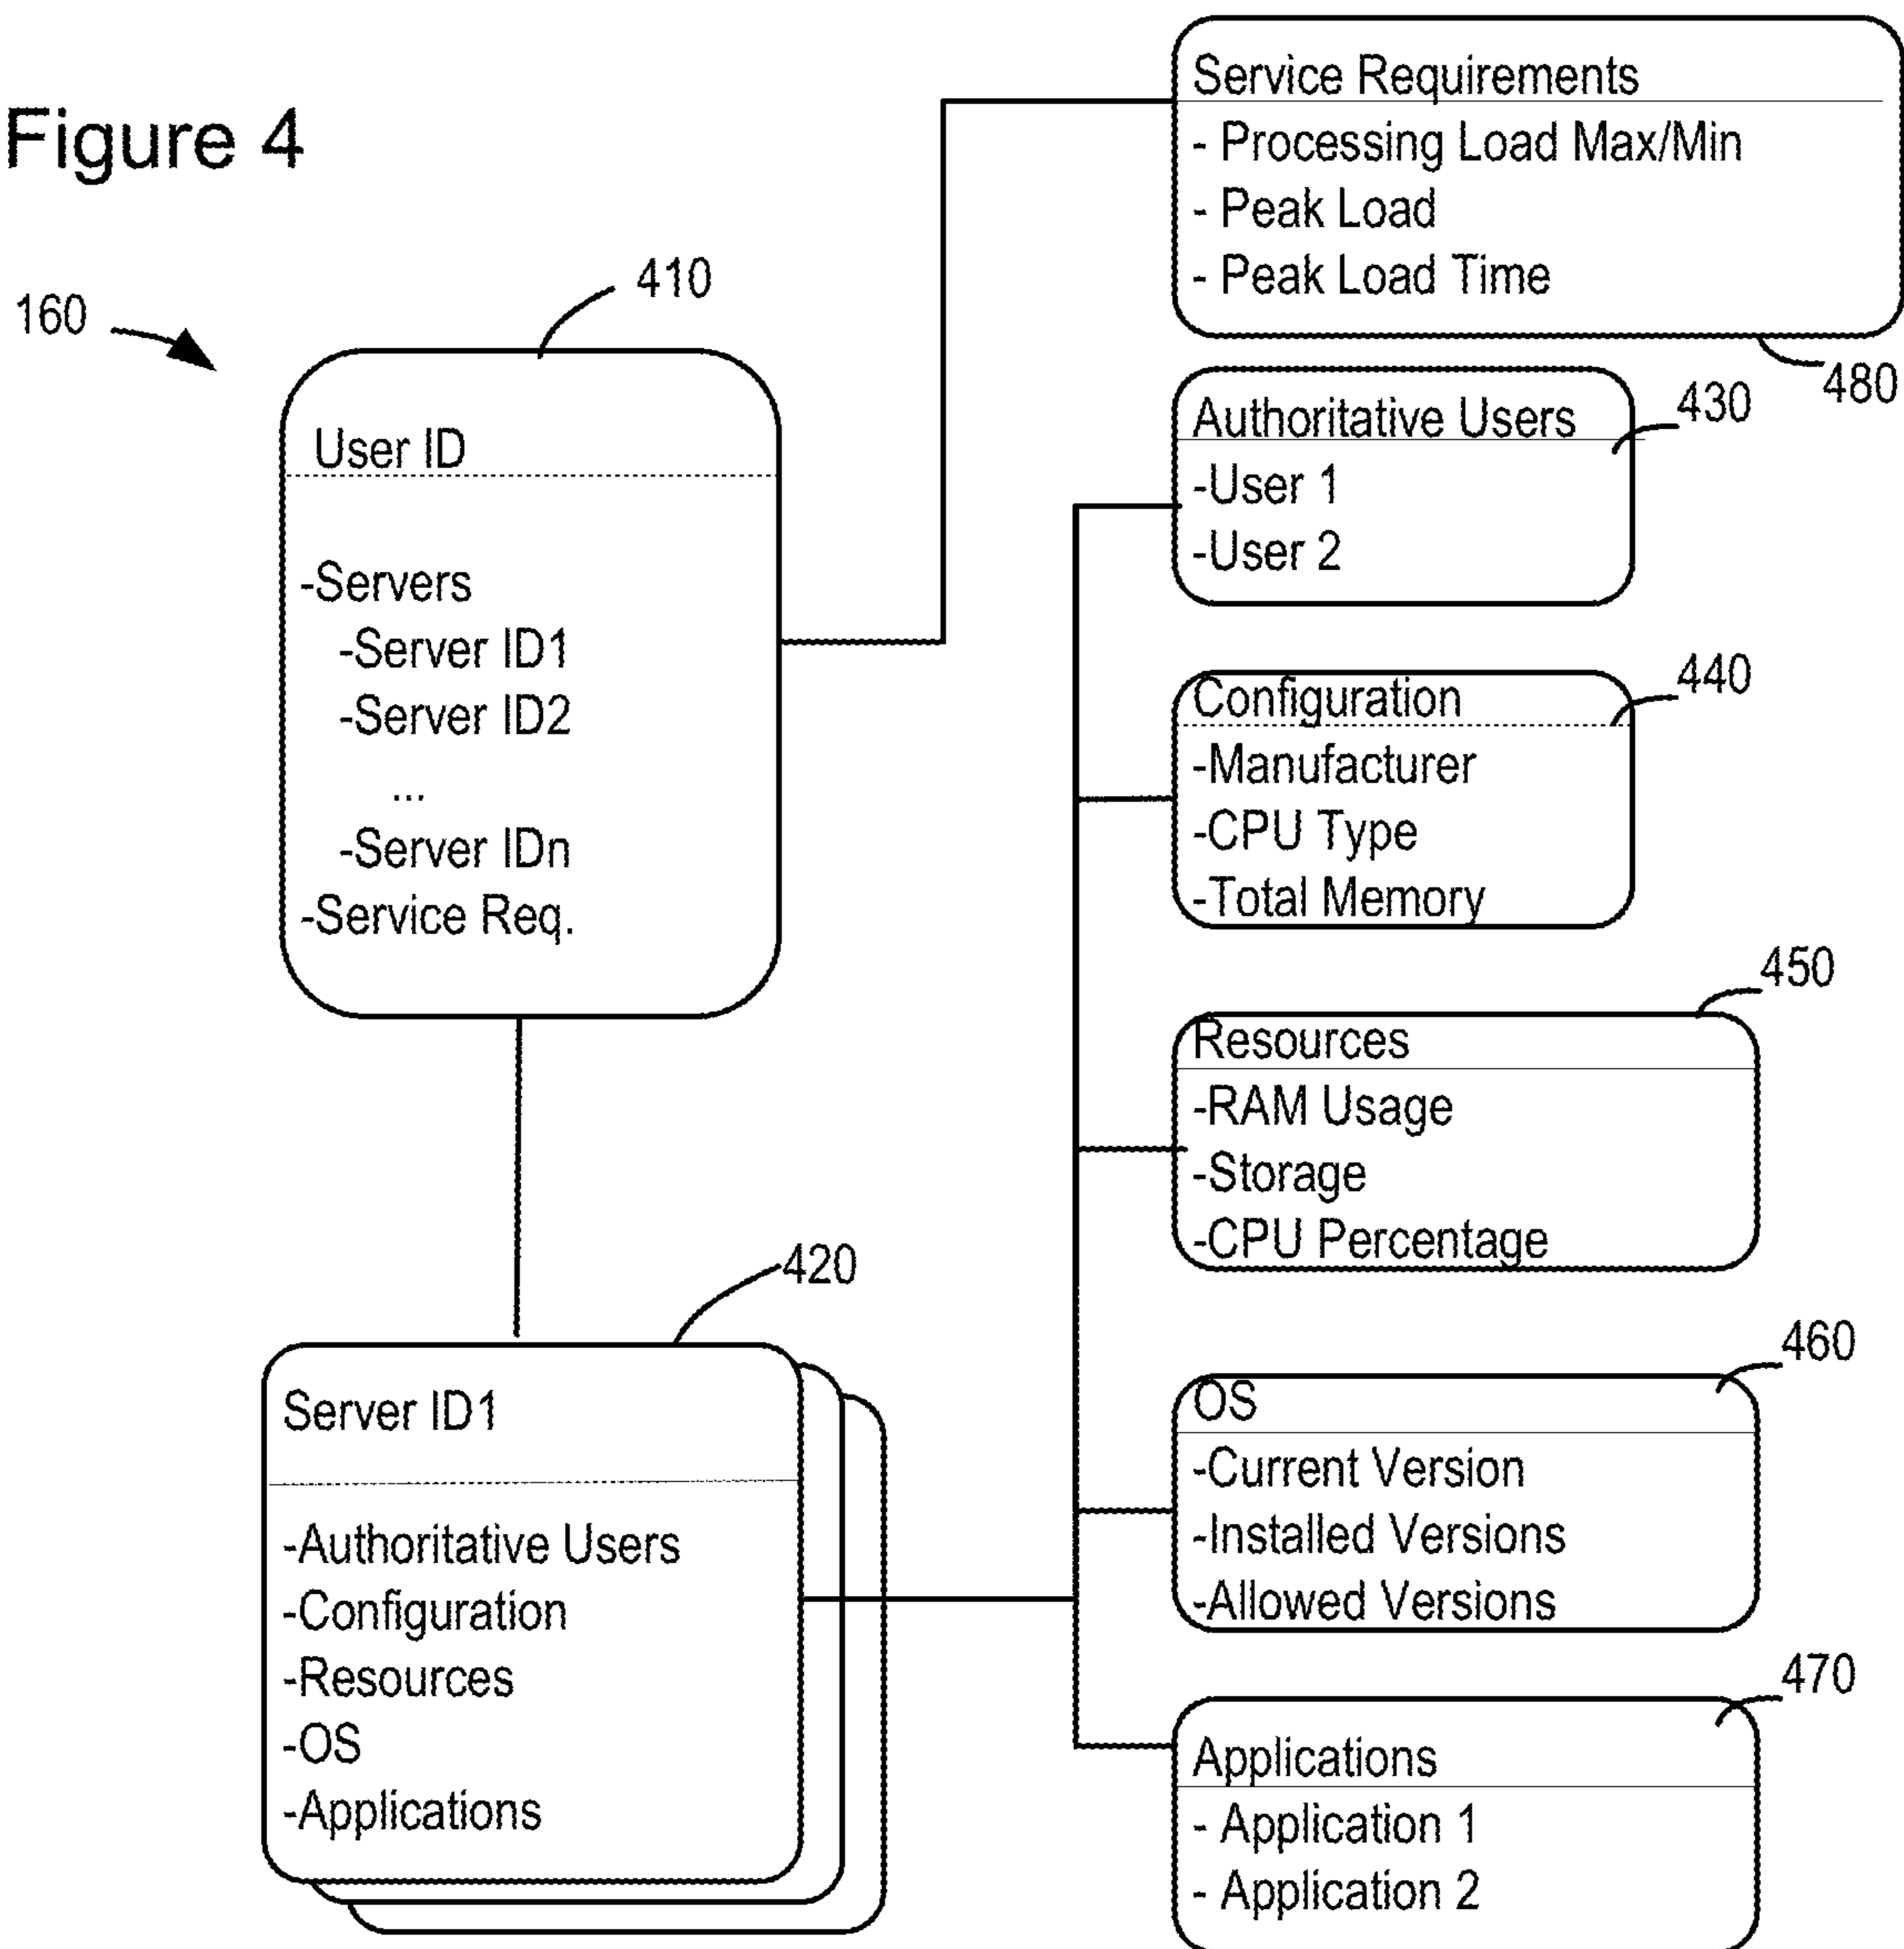 Figure 4
160
410
User ID
-Servers
-Server ID1
-Server ID2
...
-Server IDn
-Service Req.
420
Server ID1
-Authoritative Users
-Configuration
-Resources
-OS
-Applications
Service Requirements
- Processing Load Max/Min
- Peak Load
- Peak Load Time
480
Authoritative Users
430
-User 1
-User 2
Configuration
440
-Manufacturer
-CPU Type
-Total Memory
450
Resources
-RAM Usage
-Storage
-CPU Percentage
460
OS
-Current Version
-Installed Versions
-Allowed Versions
470
Applications
- Application 1
- Application 2